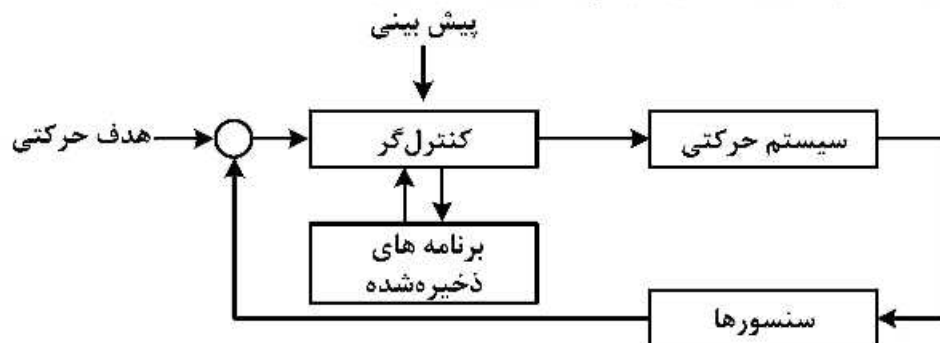 پیش بینی
هدف حرکتی
کنترل‌گر
سیستم حرکتی
برنامه های
ذخیره‌شده
سنسورها